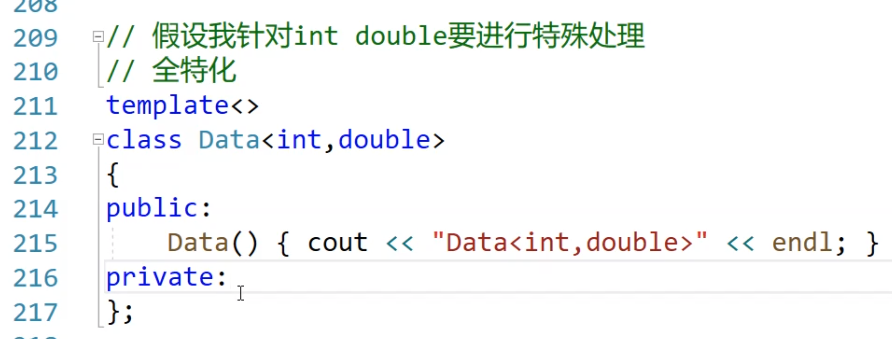 208
209 // 假设我针对int double要进行特殊处理
210 // 全特化
211 template<>
212 class Data<int,double>
213 {
214 public:
215     Data() { cout << "Data<int,double>" << endl; }
216 private:
217 };